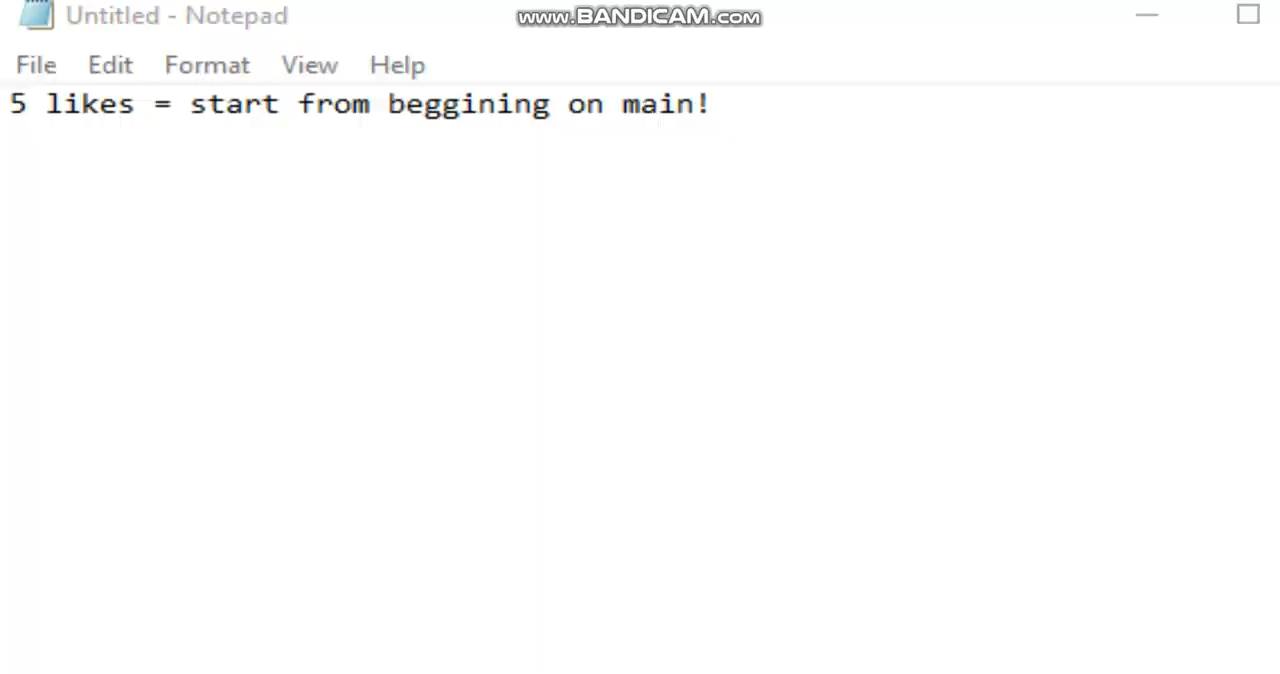 Untitled - Notepad
www.BANDICAM.com
File Edit Format View Help
5 likes = start from beggining on main!